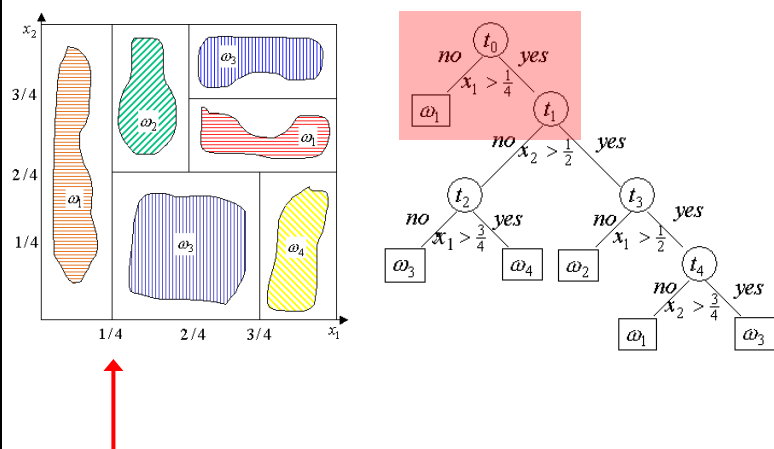 x₂
3/4
2/4
1/4
ω₁
ω₂
ω₃
ω₁
ω₃
ω₄
1/4
2/4
3/4
x₁
t₀
no
yes
x₁ > 1/4
ω₁
t₁
no
yes
x₂ > 1/2
t₂
t₃
no
yes
x₁ > 3/4
no
yes
x₁ > 1/2
ω₃
ω₄
ω₂
t₄
no
yes
x₂ > 3/4
ω₁
ω₃